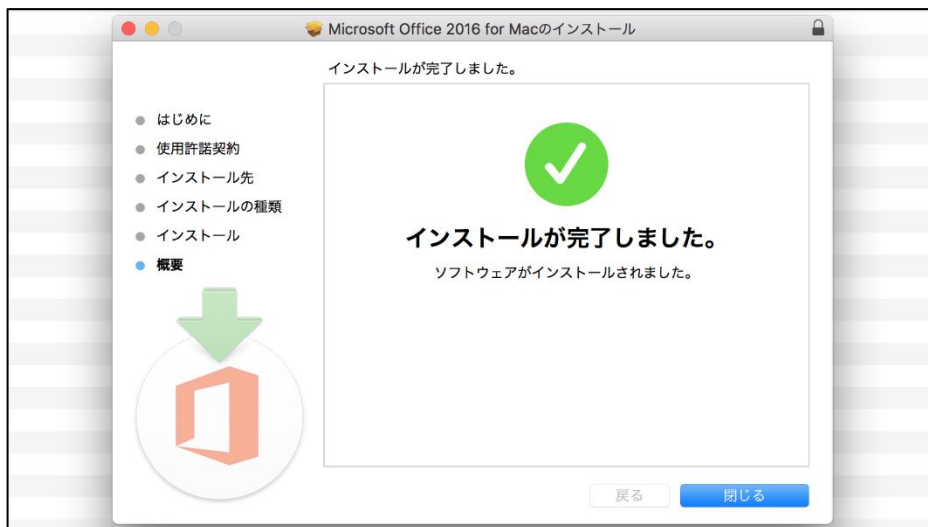 Microsoft Office 2016 for Macのインストール
インストールが完了しました。
はじめに
使用許諾契約
インストール先
インストールの種類
インストール
概要
インストールが完了しました。
ソフトウェアがインストールされました。
戻る
閉じる